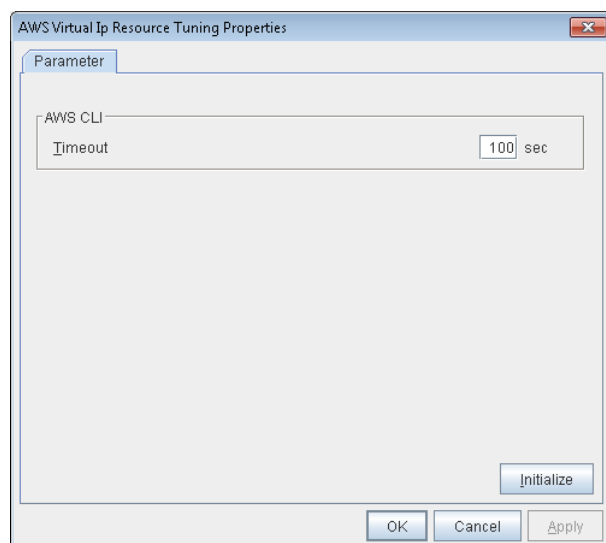 AWS Virtual Ip Resource Tuning Properties
Parameter
AWS CLI
Timeout 100 sec
Initialize
OK Cancel Apply